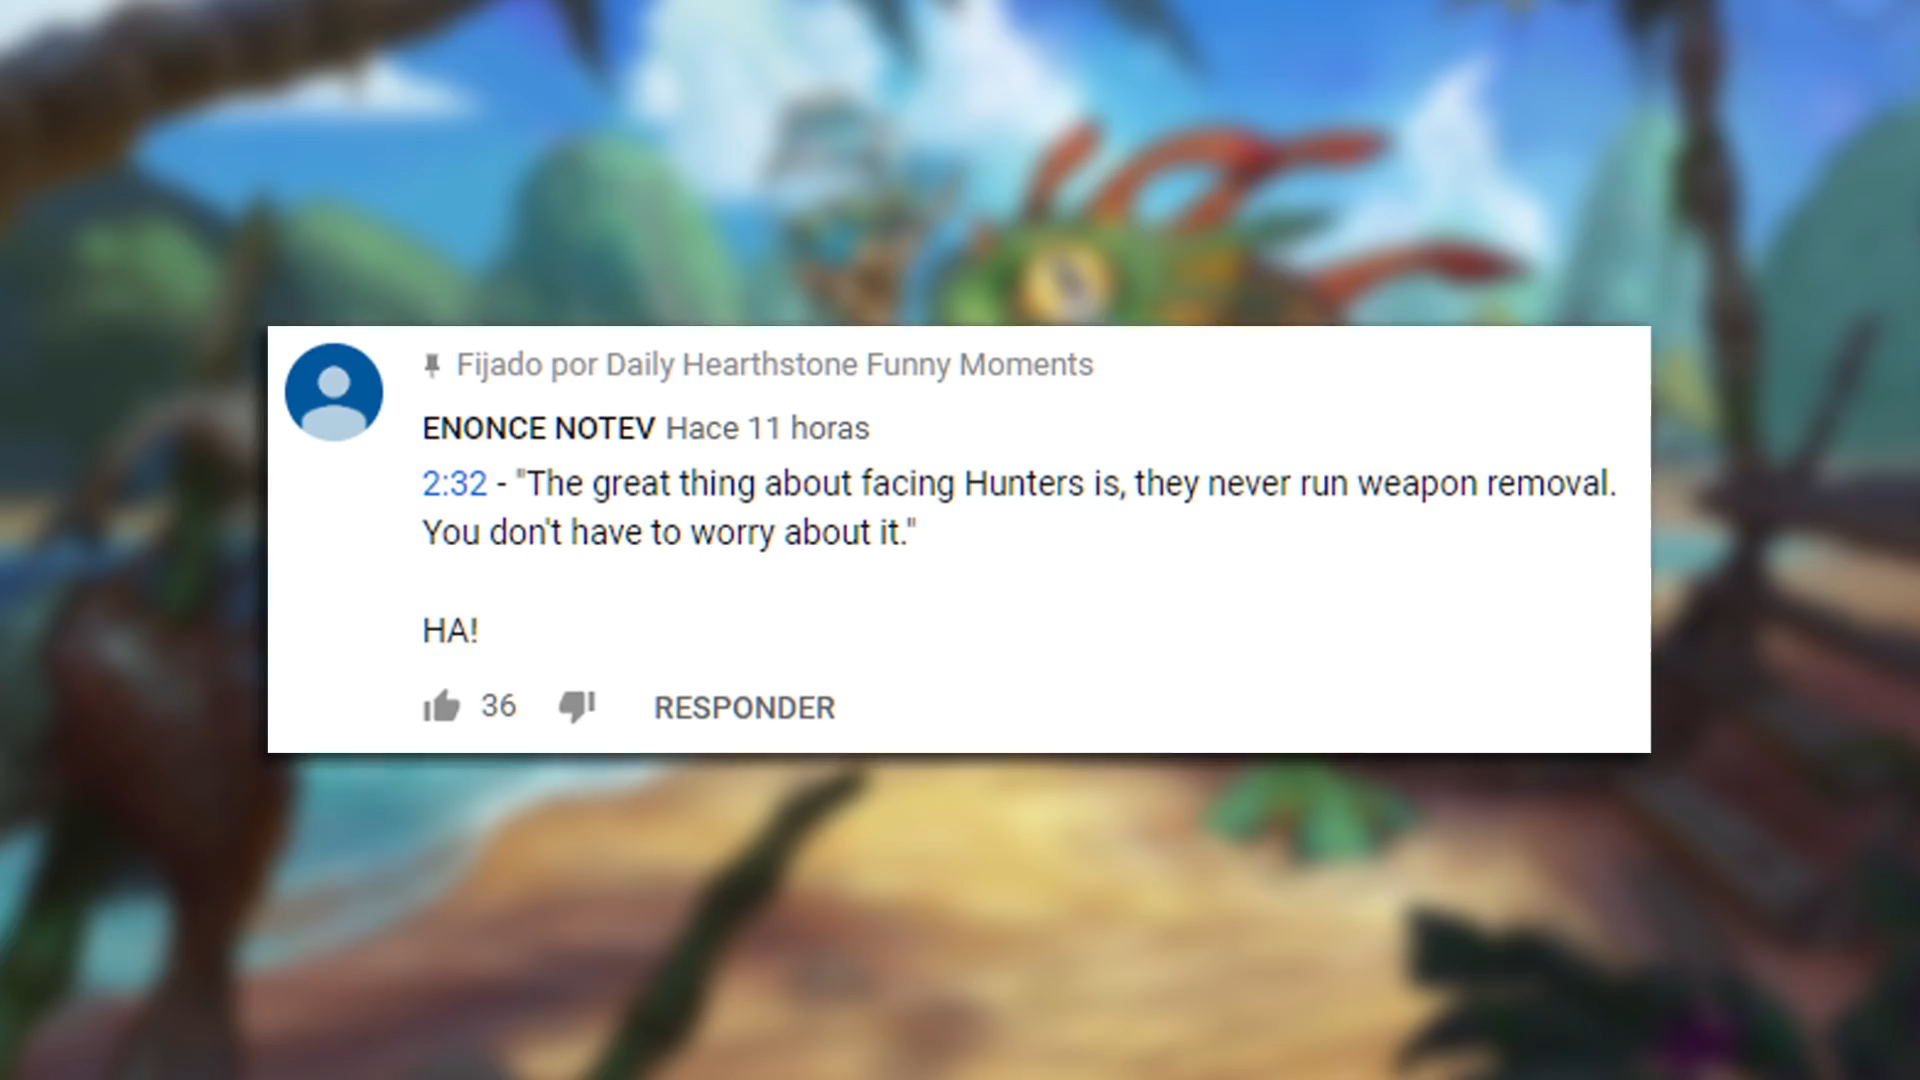 Fijado por Daily Hearthstone Funny Moments
ENONCE NOTEV Hace 11 horas
2:32 - "The great thing about facing Hunters is, they never run weapon removal.
You don't have to worry about it."
HA!
36 RESPONDER